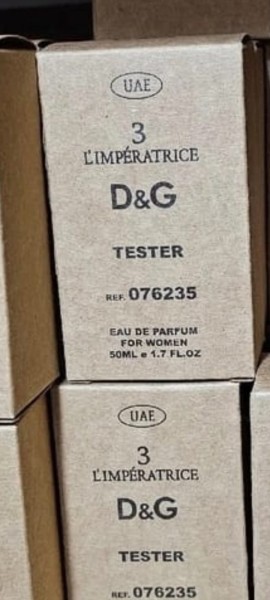 UAE
3
L'IMPÉRATRICE
D&G
TESTER
REF. 076235
EAU DE PARFUM
FOR WOMEN
50ML e 1.7 FL.OZ
UAE
3
L'IMPÉRATRICE
D&G
TESTER
REF. 076235